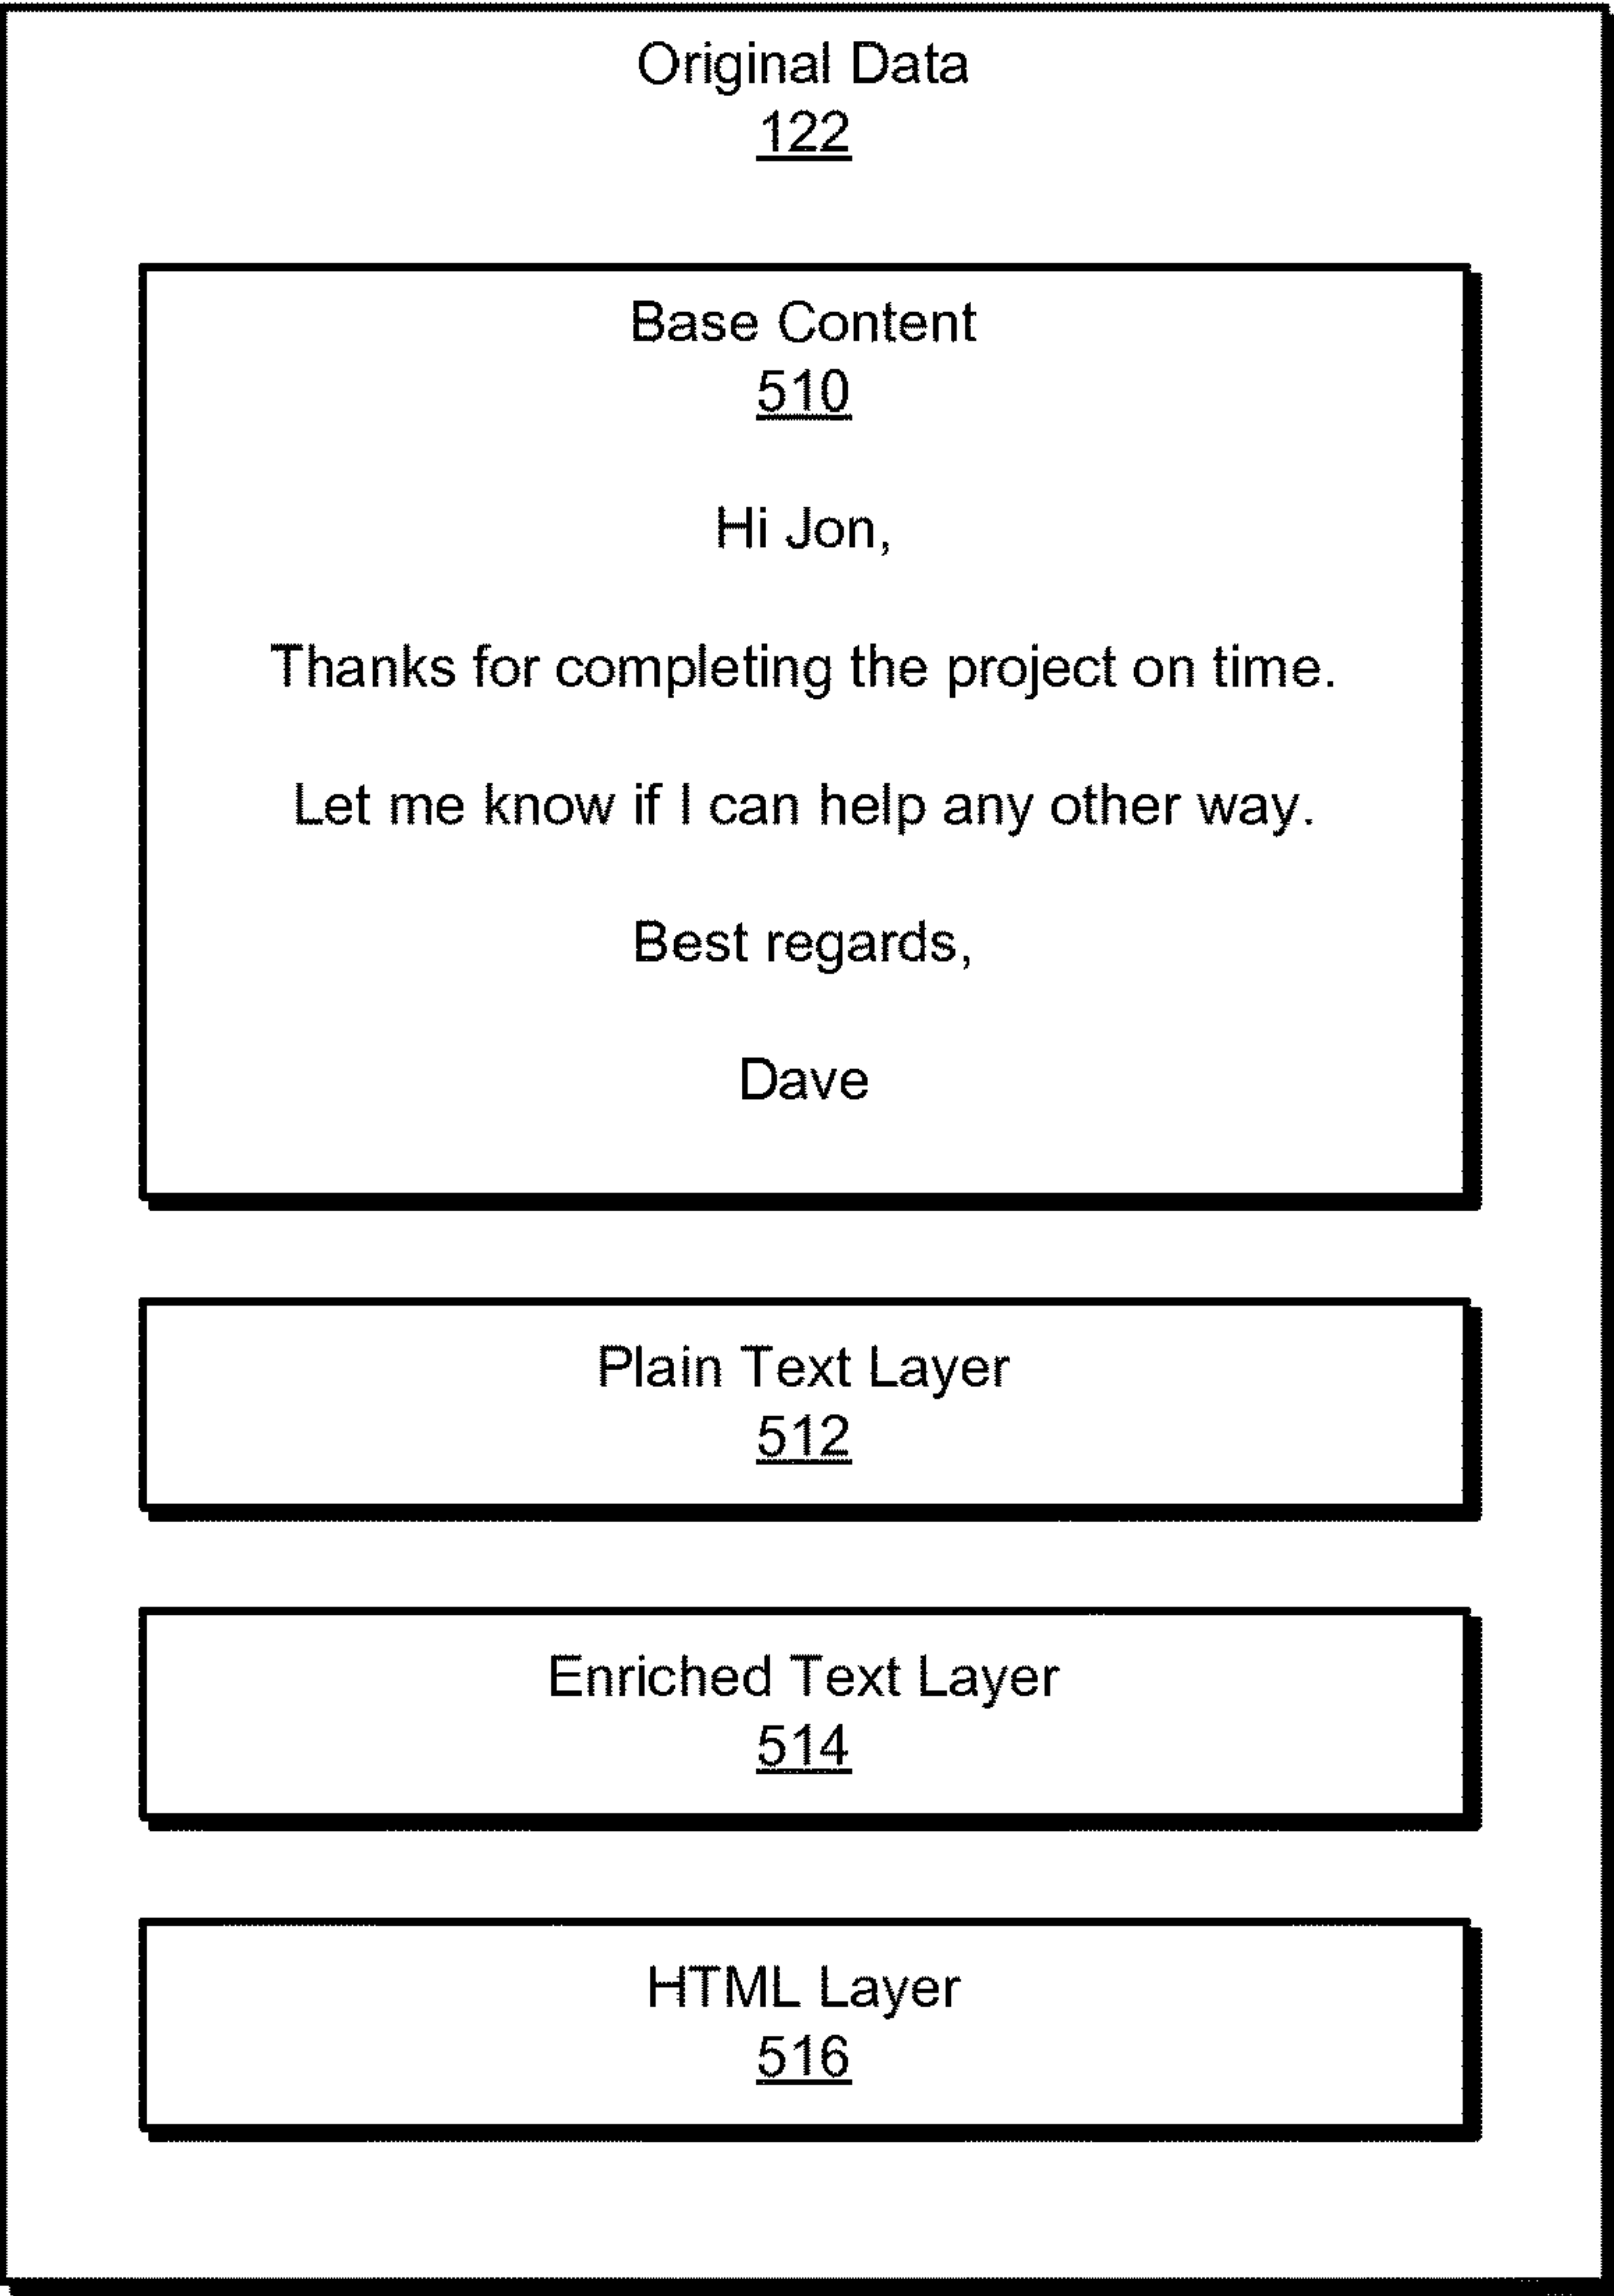 Original Data
122
Base Content
510
Hi Jon,
Thanks for completing the project on time.
Let me know if I can help any other way.
Best regards,
Dave
Plain Text Layer
512
Enriched Text Layer
514
HTML Layer
516